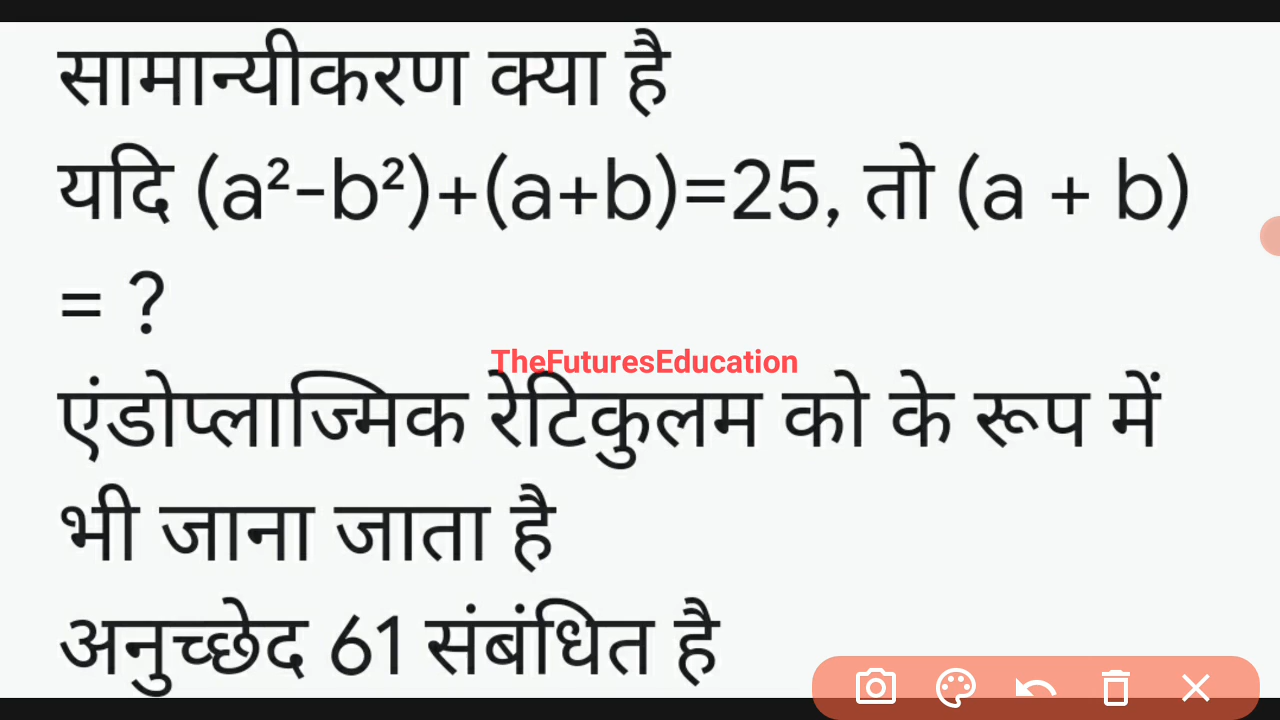 सामान्यीकरण क्या है
यदि (a²-b²)+(a+b)=25, तो (a + b)
= ?
TheFuturesEducation
एंडोप्लाज्मिक रेटिकुलम को के रूप में
भी जाना जाता है
अनुच्छेद 61 संबंधित है